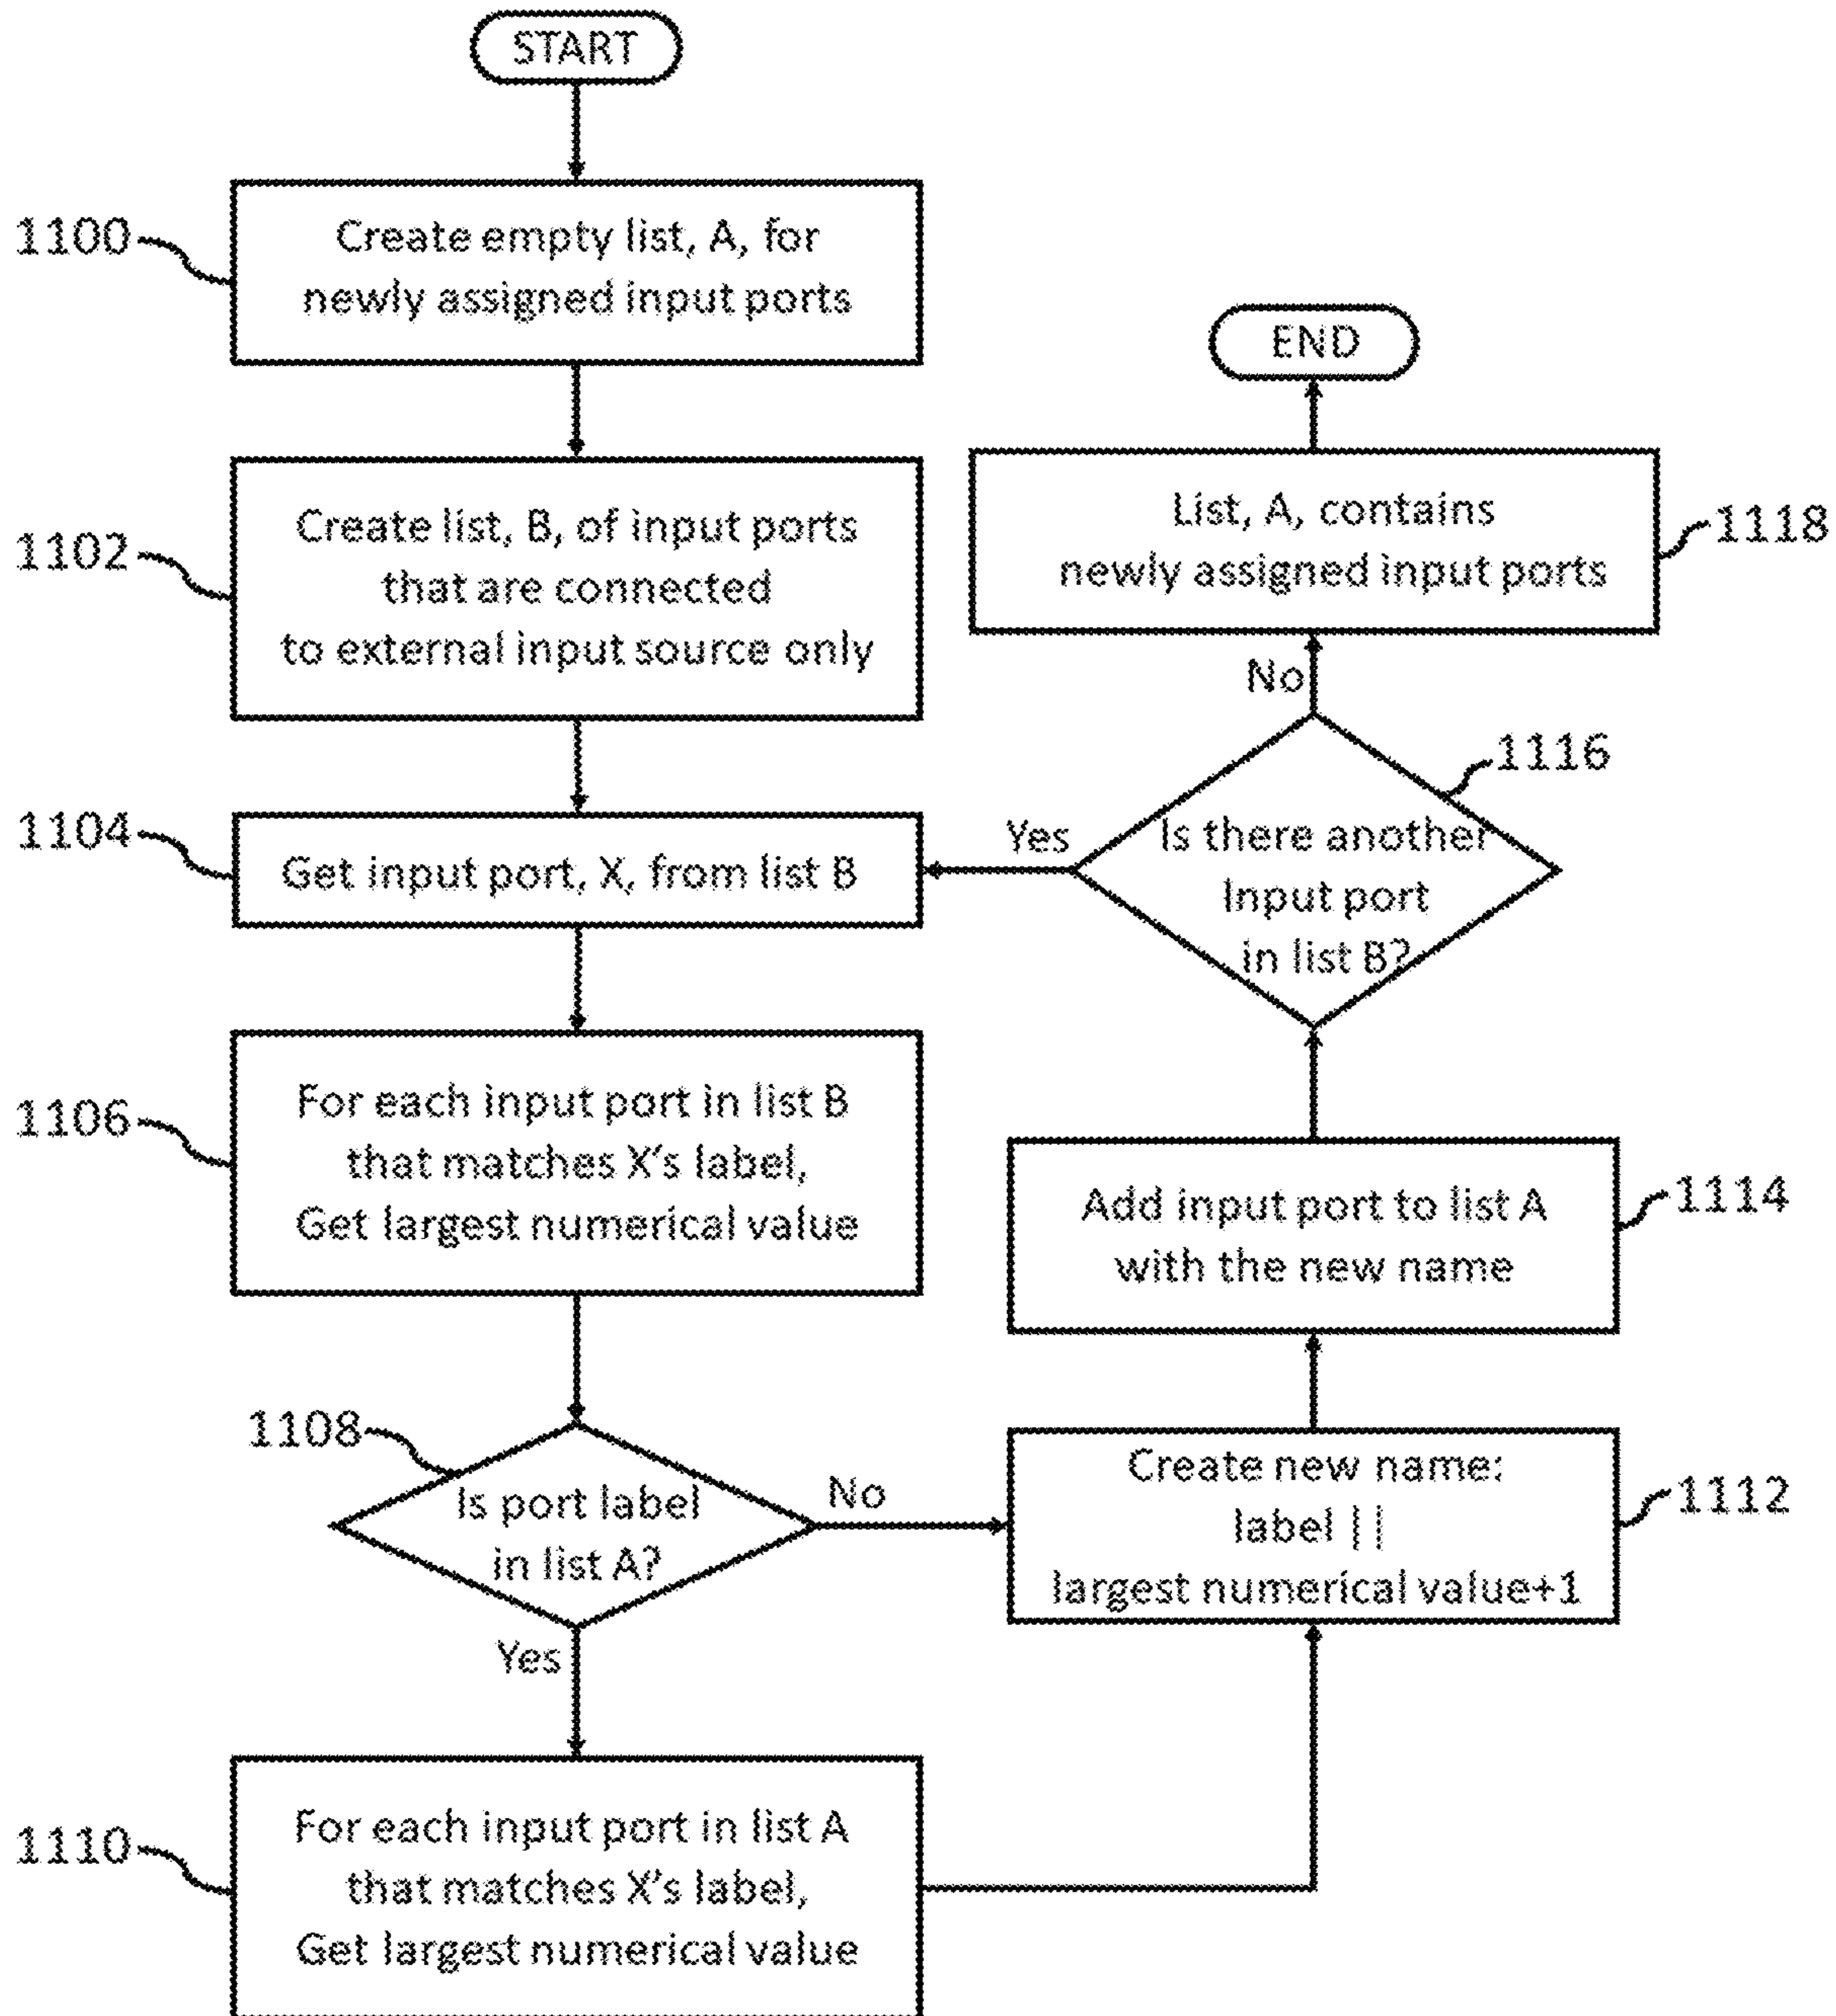 START
1100
Create empty list, A, for
newly assigned input ports
1102
Create list, B, of input ports
that are connected
to external input source only
1104
Get input port, X, from list B
1106
For each input port in list B
that matches X's label,
Get largest numerical value
1108
Is port label
in list A?
No
Yes
1110
For each input port in list A
that matches X's label,
Get largest numerical value
Create new name:
label ||
largest numerical value+1
1112
Add input port to list A
with the new name
1114
Is there another
Input port
in list B?
1116
Yes
No
List, A, contains
newly assigned input ports
1118
END